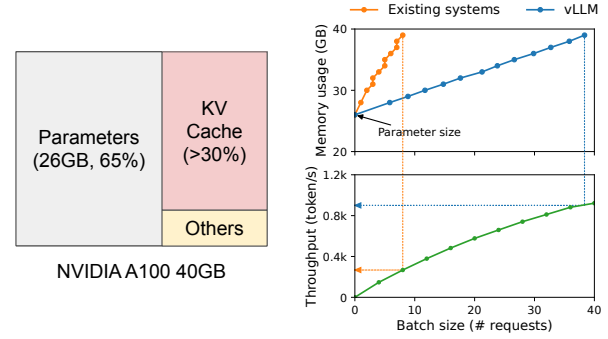 Parameters
(26GB, 65%)
KV
Cache
(>30%)
Others
NVIDIA A100 40GB
Existing systems
vLLM
Memory usage (GB)
40
30
20
Parameter size
Throughput (token/s)
1.2k
0.8k
0.4k
0
0 10 20 30 40
Batch size (# requests)